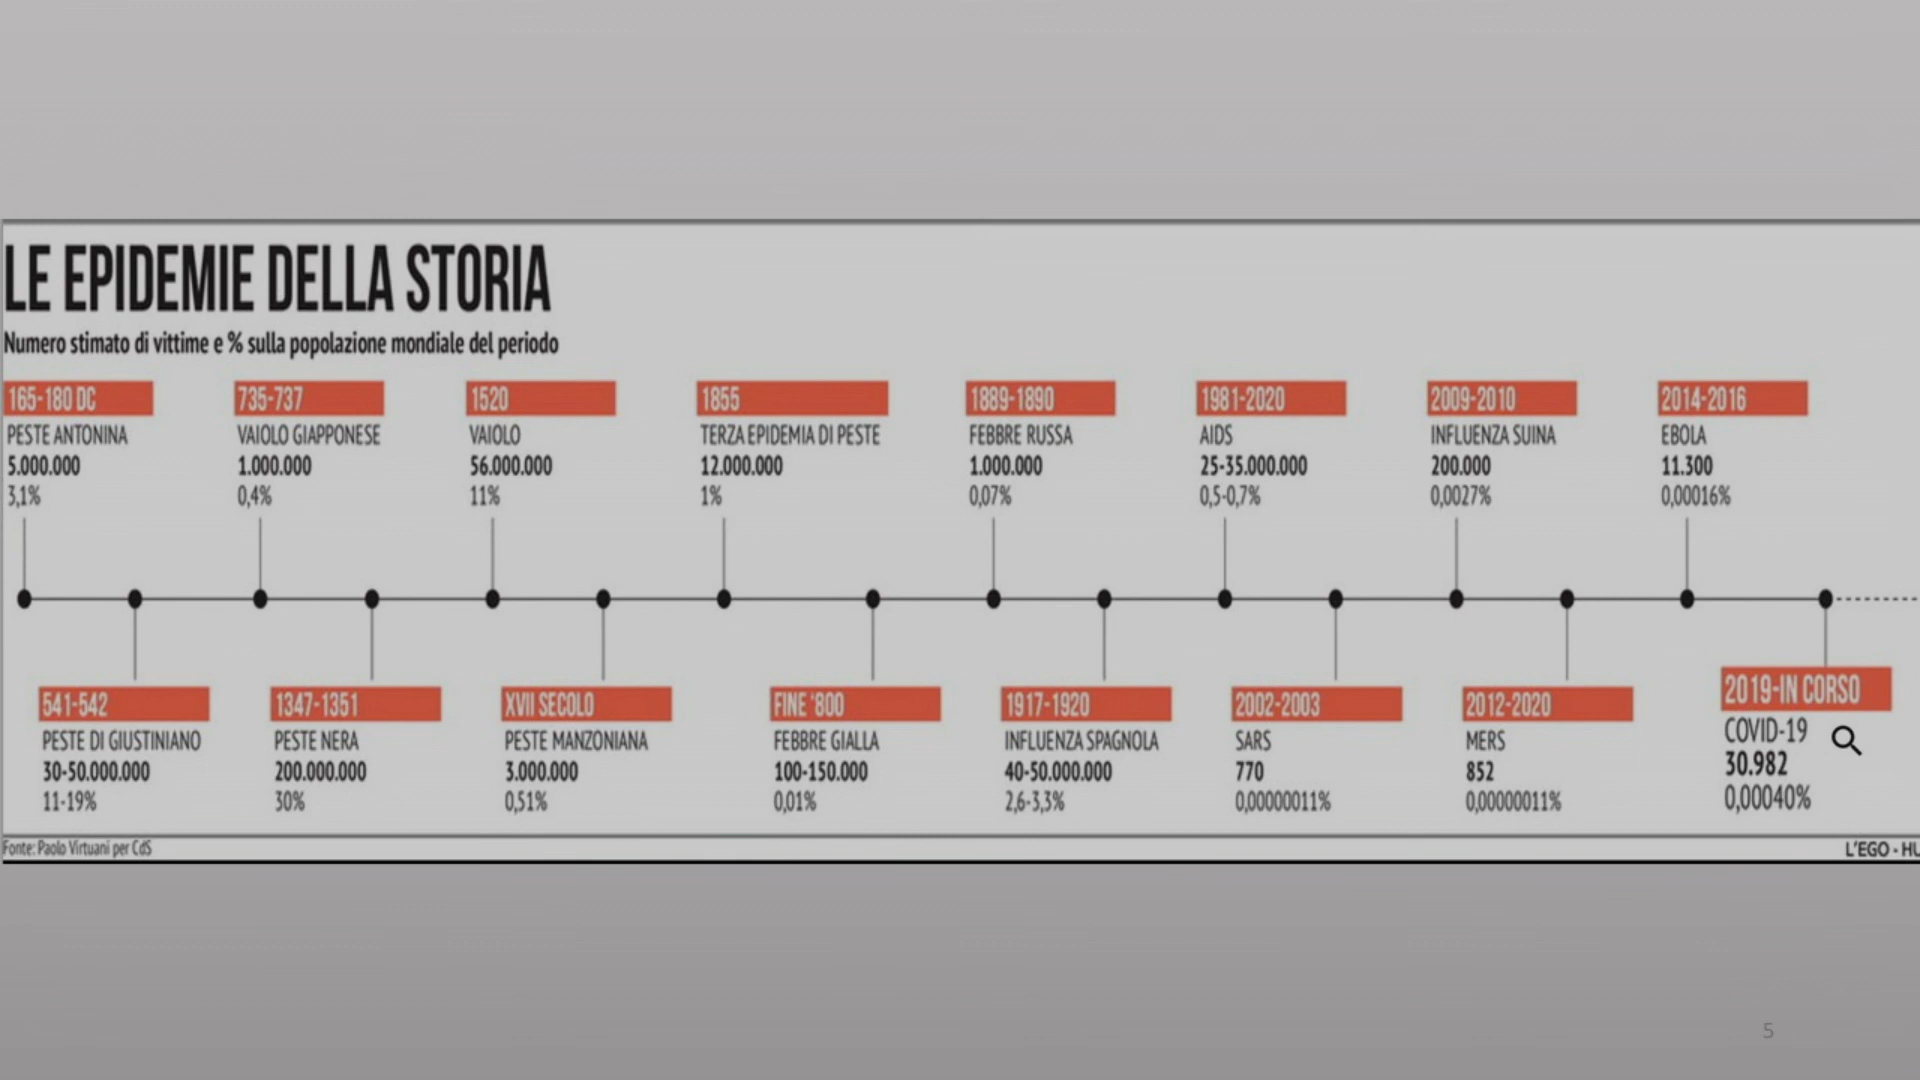 LE EPIDEMIE DELLA STORIA
Numero stimato di vittime e % sulla popolazione mondiale del periodo
165-180 DC
PESTE ANTONINA
5.000.000
3,1%
735-737
VAIOLO GIAPPONESE
1.000.000
0,4%
1520
VAIOLO
56.000.000
11%
1855
TERZA EPIDEMIA DI PESTE
12.000.000
1%
1889-1890
FEBBRE RUSSA
1.000.000
0,07%
1981-2020
AIDS
25-35.000.000
0,5-0,7%
2009-2010
INFLUENZA SUINA
200.000
0,0027%
2014-2016
EBOLA
11.300
0,00016%
541-542
PESTE DI GIUSTINIANO
30-50.000.000
11-19%
1347-1351
PESTE NERA
200.000.000
30%
XVII SECOLO
PESTE MANZONIANA
3.000.000
0,51%
FINE ‘800
FEBBRE GIALLA
100-150.000
0,01%
1917-1920
INFLUENZA SPAGNOLA
40-50.000.000
2,6-3,3%
2002-2003
SARS
770
0,00000011%
2012-2020
MERS
852
0,00000011%
2019-IN CORSO
COVID-19
30.982
0,00040%
Fonte: Paolo Virtuani per CdS
L'EGO - HU
5